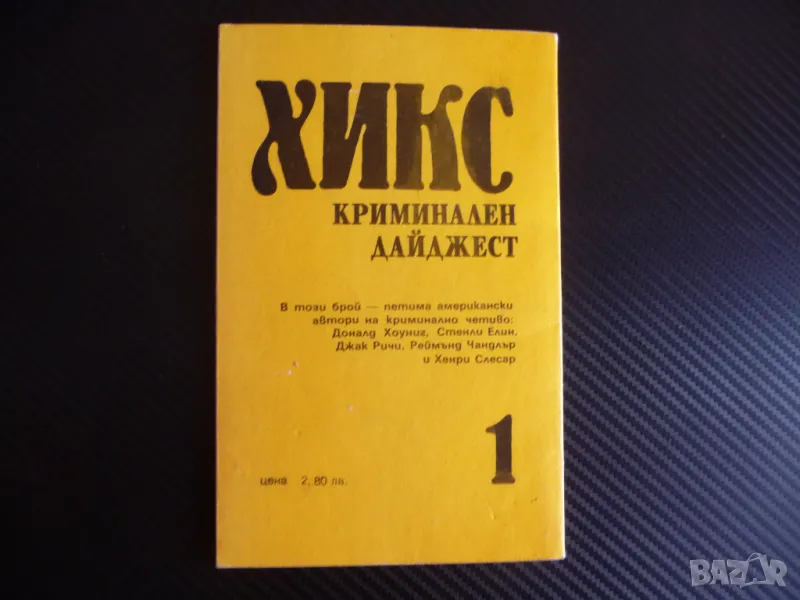 ХИКС
КРИМИНАЛЕН
ДАЙДЖЕСТ
В този брой — петима американски
автори на криминално четиво:
Доналд Хоуниг, Стенли Елин,
Джак Ричи, Реймънд Чандлър
и Хенри Слесар
1
цена 2,80 лв.
BAZAR